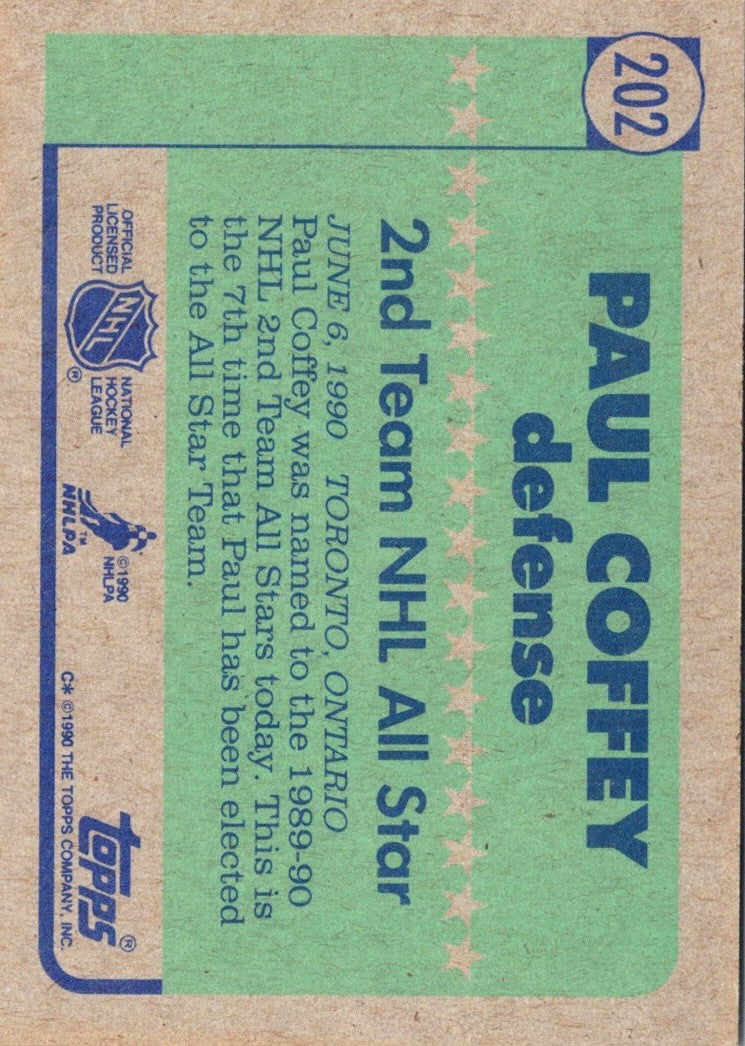 202
PAUL COFFEY
defense
2nd Team NHL All Star
JUNE 6, 1990 TORONTO, ONTARIO
Paul Coffey was named to the 1989-90
NHL 2nd Team All Stars today. This is
the 7th time that Paul has been elected
to the All Star Team.
OFFICIAL
LICENSED
PRODUCT
NHL
®
NATIONAL
HOCKEY
LEAGUE
NHLPA
™
©1990
NHLPA
topps®
C* ©1990 THE TOPPS COMPANY, INC.